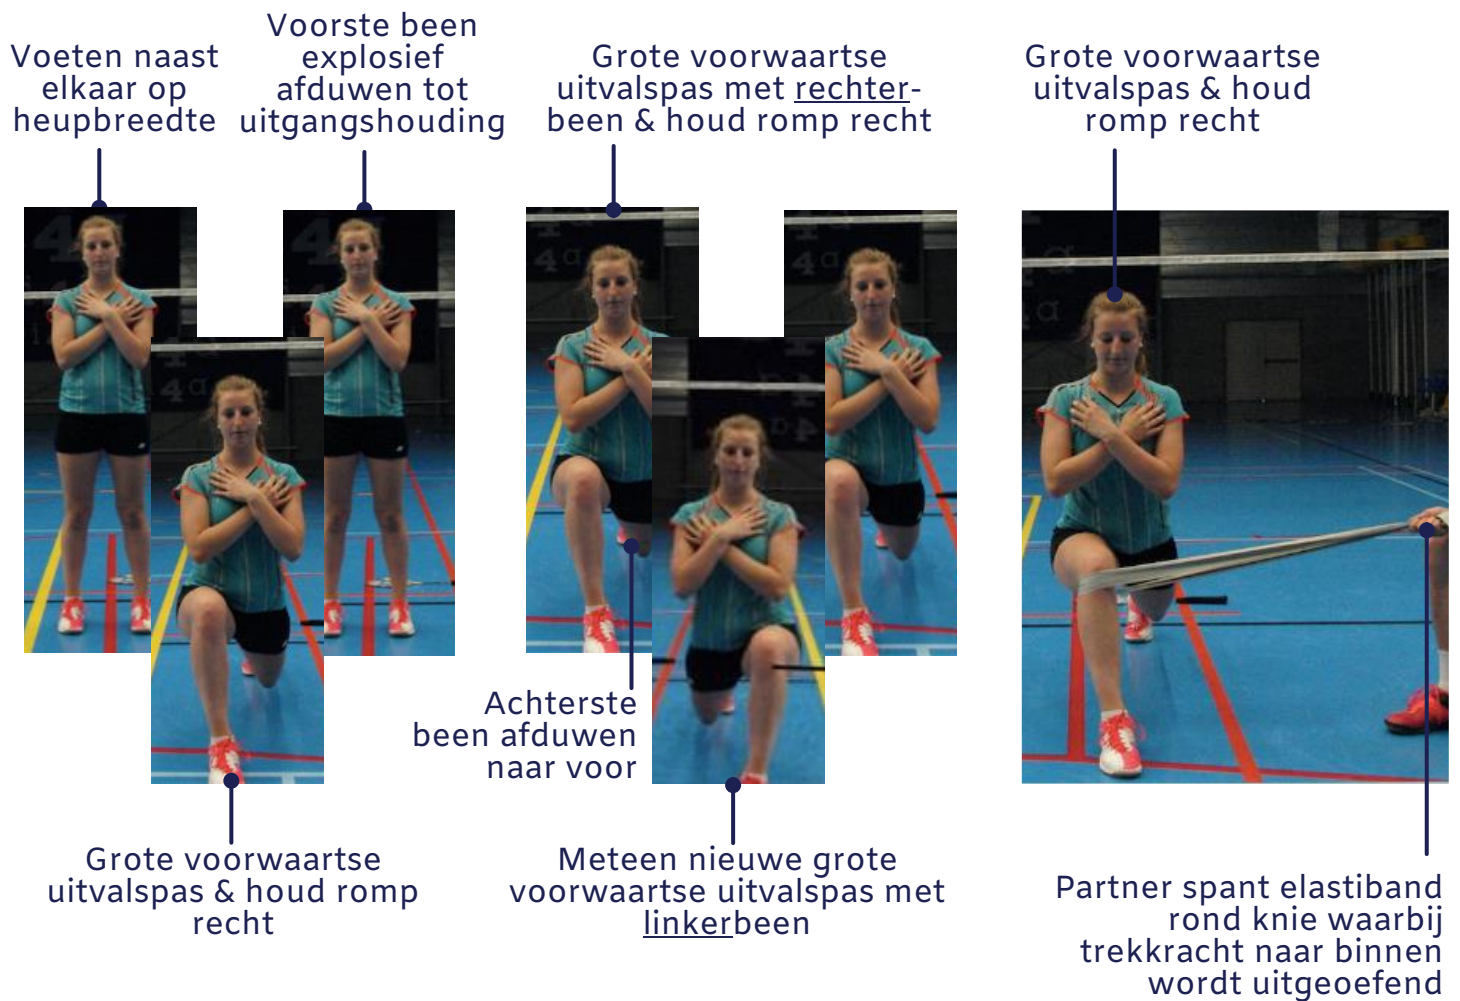 Voeten naast
elkaar op
heupbreedte
Voorste been
explosief
afduwen tot
uitgangshouding
Grote voorwaartse
uitvalspas & houd romp
recht
Grote voorwaartse
uitvalspas met rechter-
been & houd romp recht
Achterste
been afduwen
naar voor
Meteen nieuwe grote
voorwaartse uitvalspas met
linkerbeen
Grote voorwaartse
uitvalspas & houd
romp recht
Partner spant elastiband
rond knie waarbij
trekkracht naar binnen
wordt uitgeoefend